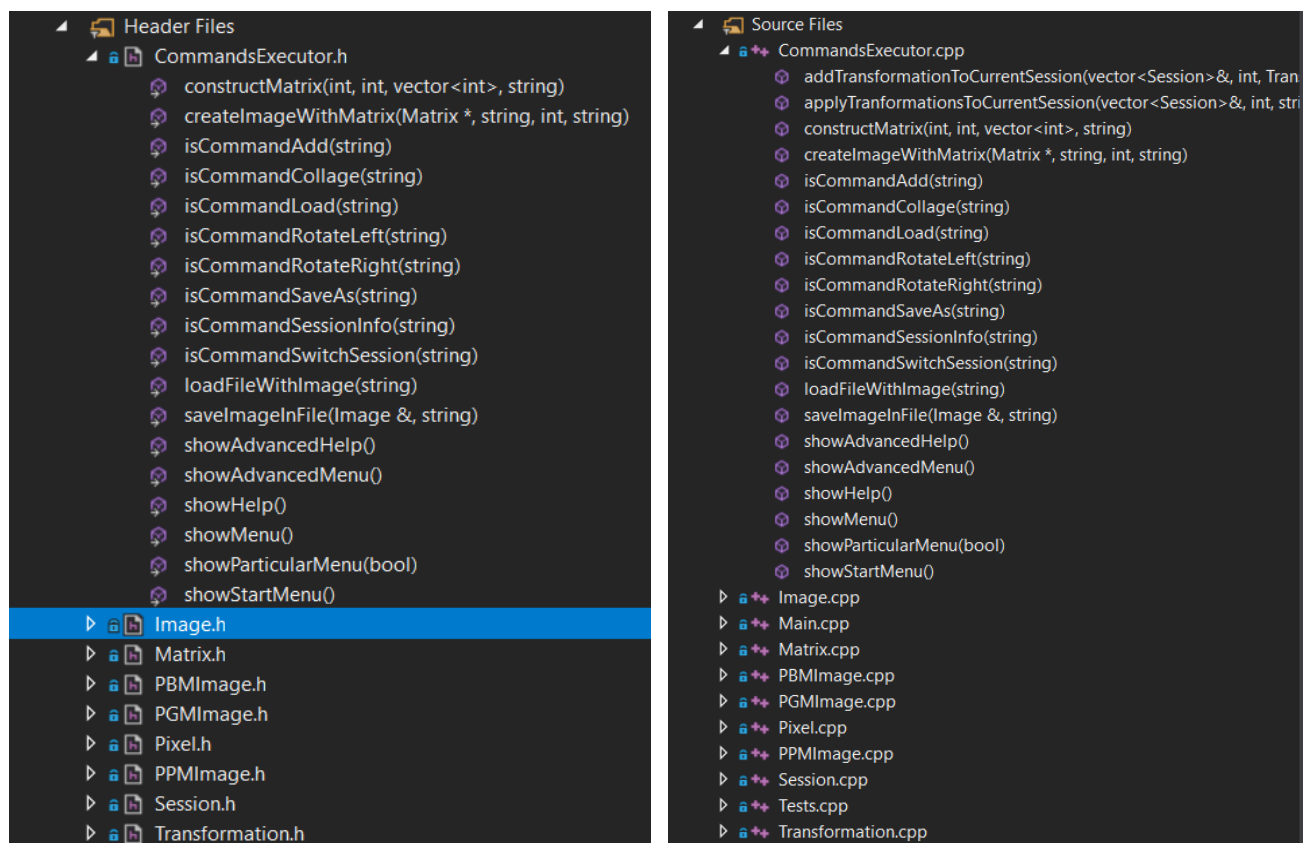 Header Files
CommandsExecutor.h
constructMatrix(int, int, vector<int>, string)
createImageWithMatrix(Matrix *, string, int, string)
isCommandAdd(string)
isCommandCollage(string)
isCommandLoad(string)
isCommandRotateLeft(string)
isCommandRotateRight(string)
isCommandSaveAs(string)
isCommandSessionInfo(string)
isCommandSwitchSession(string)
loadFileWithImage(string)
saveImageInFile(Image &, string)
showAdvancedHelp()
showAdvancedMenu()
showHelp()
showMenu()
showParticularMenu(bool)
showStartMenu()
Image.h
Matrix.h
PBMImage.h
PGMImage.h
Pixel.h
PPMImage.h
Session.h
Transformation.h
Source Files
CommandsExecutor.cpp
addTransformationToCurrentSession(vector<Session>&, int, Tran
applyTranformationsToCurrentSession(vector<Session>&, int, stri
constructMatrix(int, int, vector<int>, string)
createImageWithMatrix(Matrix *, string, int, string)
isCommandAdd(string)
isCommandCollage(string)
isCommandLoad(string)
isCommandRotateLeft(string)
isCommandRotateRight(string)
isCommandSaveAs(string)
isCommandSessionInfo(string)
isCommandSwitchSession(string)
loadFileWithImage(string)
saveImageInFile(Image &, string)
showAdvancedHelp()
showAdvancedMenu()
showHelp()
showMenu()
showParticularMenu(bool)
showStartMenu()
Image.cpp
Main.cpp
Matrix.cpp
PBMImage.cpp
PGMImage.cpp
Pixel.cpp
PPMImage.cpp
Session.cpp
Tests.cpp
Transformation.cpp